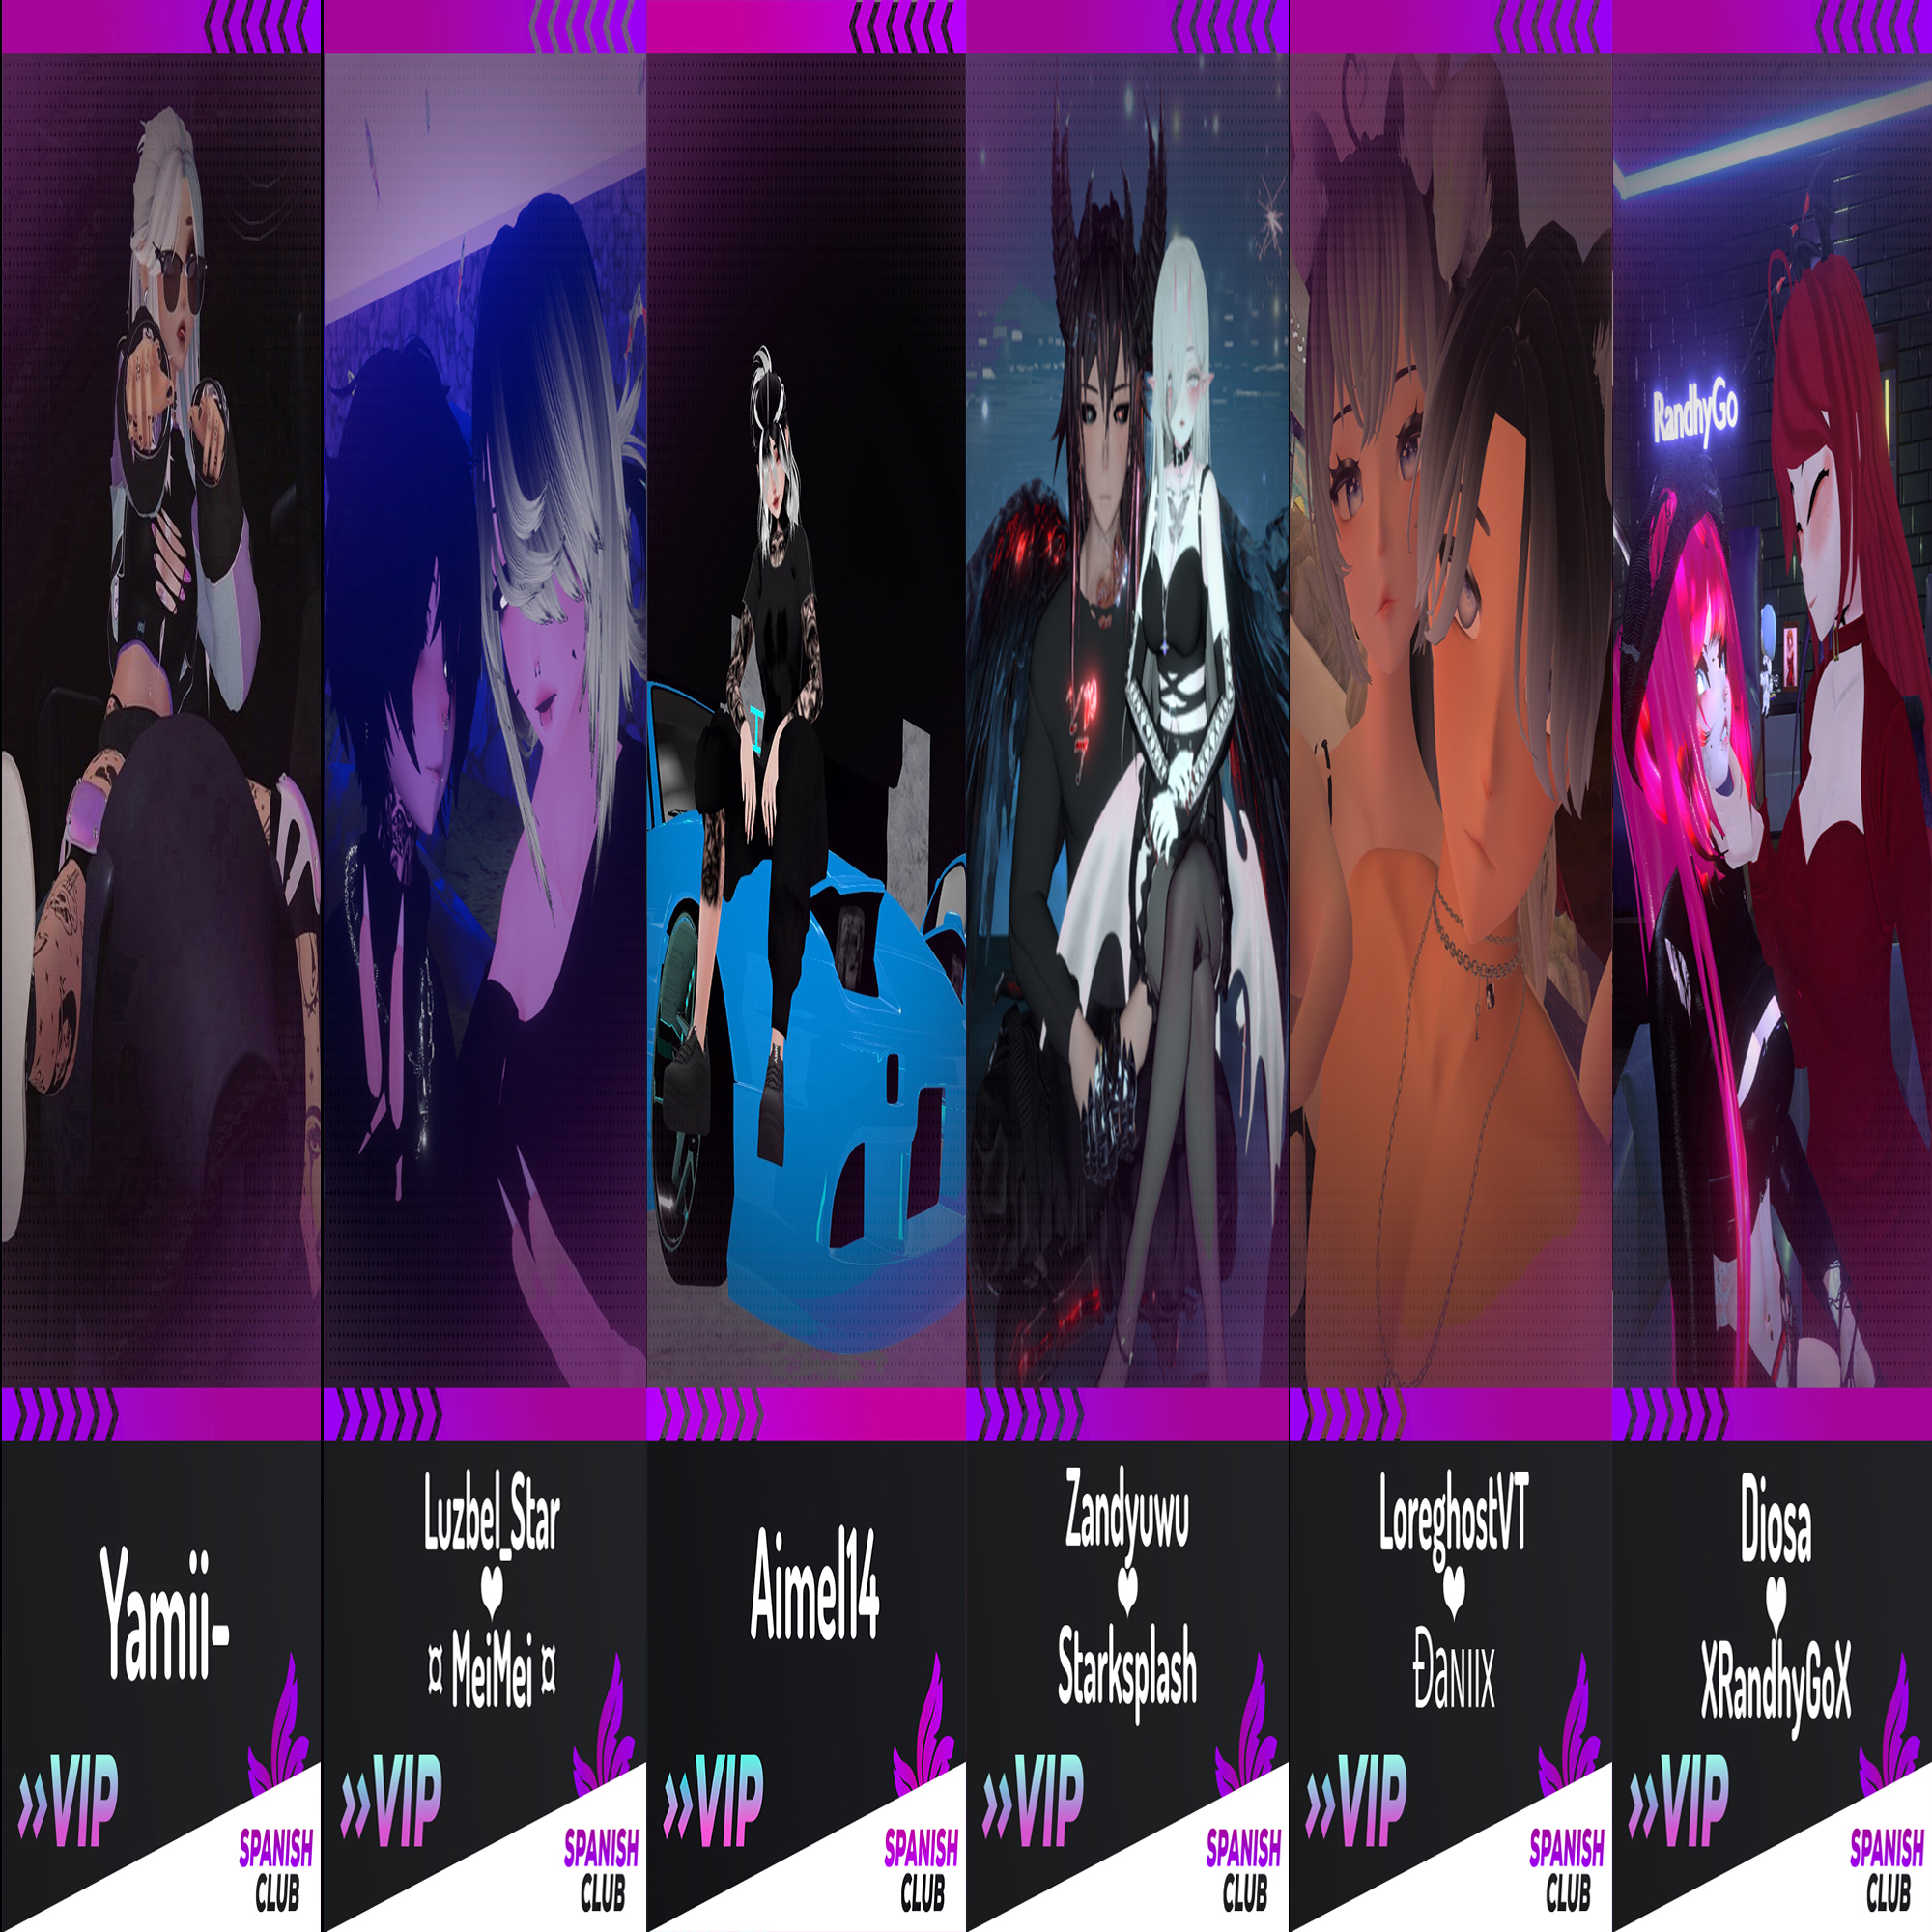 RandhyGo
Yamii-
»VIP
SPANISH
CLUB
Luzbel_Star
♥
¤ MeiMei ¤
»VIP
SPANISH
CLUB
Aimel14
»VIP
SPANISH
CLUB
Zandyuwu
♥
Starksplash
»VIP
SPANISH
CLUB
LoreghostVT
♥
Đaɴɪɪx
»VIP
SPANISH
CLUB
Diosa
♥
XRandhyGoX
»VIP
SPANISH
CLUB